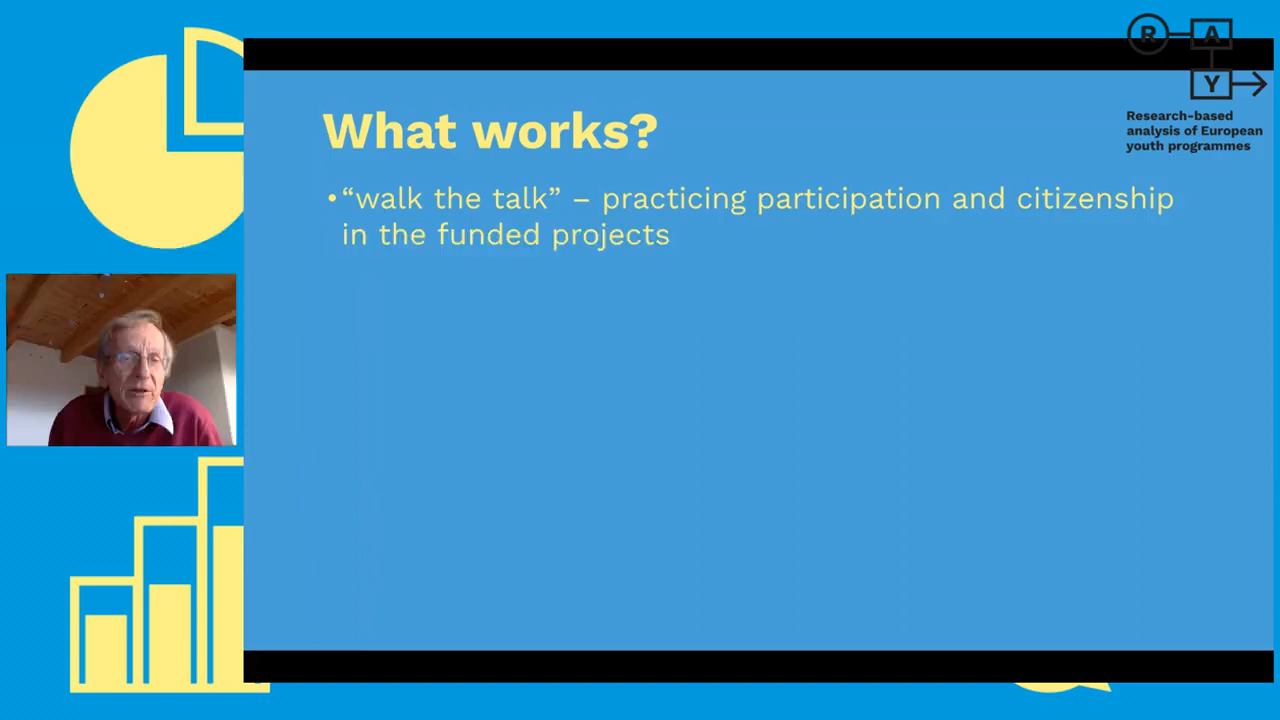 R A
Y
Research-based
analysis of European
youth programmes
What works?
•“walk the talk” – practicing participation and citizenship
in the funded projects